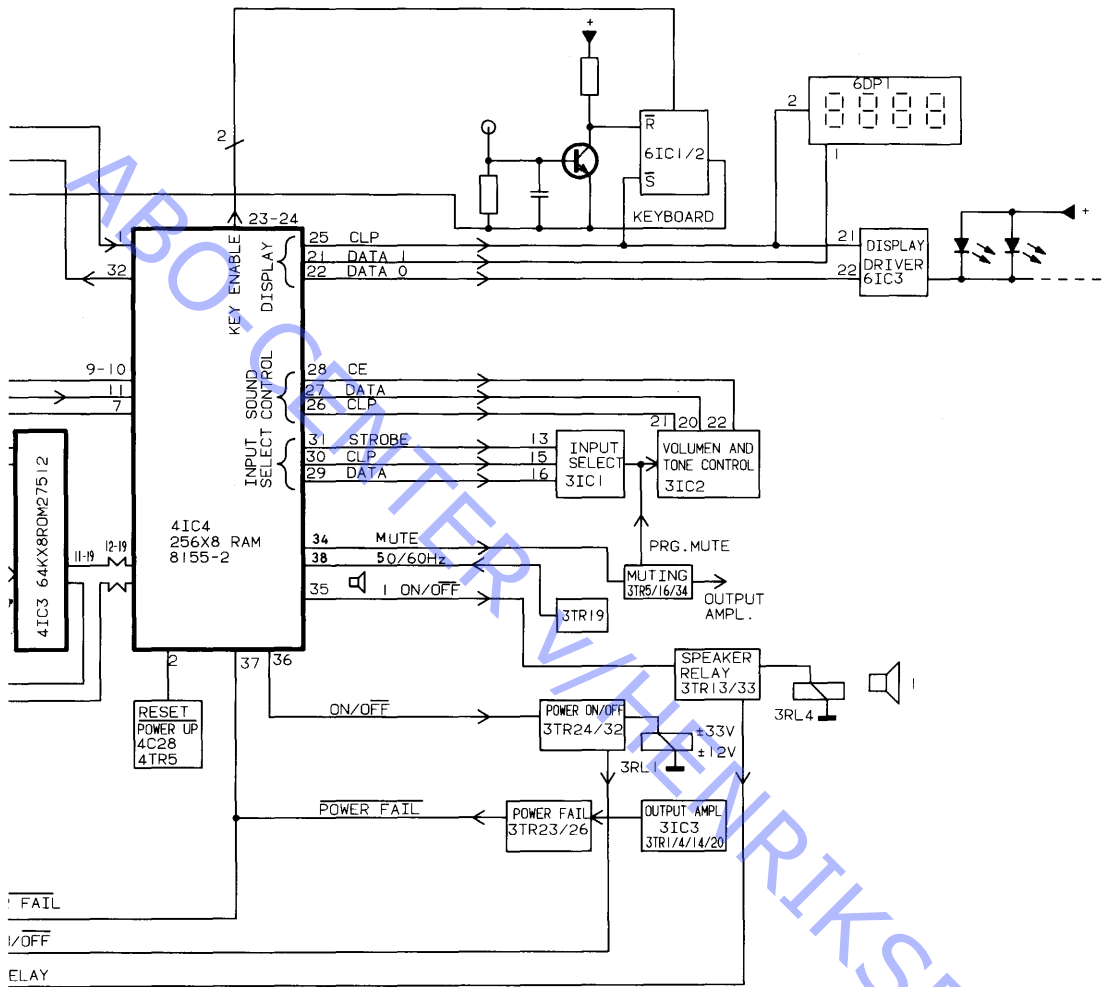 +
6DP1
2
8888
1
2
R
6IC1/2
S
KEYBOARD
+
23-24
1
32
KEY ENABLE
DISPLAY
25 CLP
21 DATA 1
22 DATA 0
21
22
DISPLAY
DRIVER
6IC3
9-10
11
7
SOUND
CONTROL
28 CE
27 DATA
26 CLP
21 20 22
INPUT
SELECT
31 STROBE
30 CLP
29 DATA
13
15
16
INPUT
SELECT
3IC1
VOLUMEN AND
TONE CONTROL
3IC2
4IC3 64KX8ROM27512
11-19
12-19
4IC4
256X8 RAM
8155-2
34 MUTE
38 50/60Hz
35 1 ON/OFF
PRG.MUTE
MUTING
3TR5/16/34
OUTPUT
AMPL.
3TR19
2
37
36
SPEAKER
RELAY
3TR13/33
3RL4
1
RESET
POWER UP
4C28
4TR5
ON/OFF
POWER ON/OFF
3TR24/32
3RL1
±33V
±12V
POWER FAIL
POWER FAIL
3TR23/26
OUTPUT AMPL
3IC3
3TR1/4/14/20
FAIL
/OFF
ELAY
ABO-CENTER v/HENRIKS